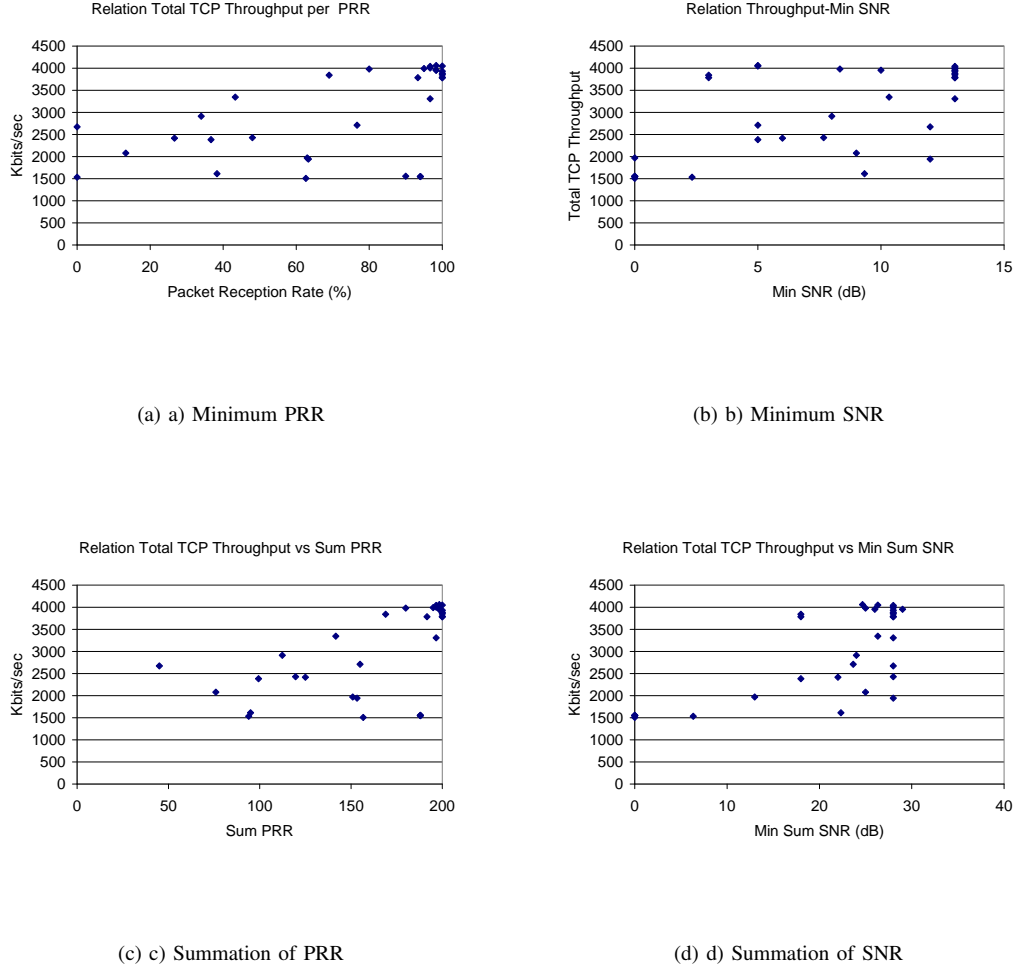 Relation Total TCP Throughput per PRR
4500
4000
3500
3000
2500
2000
1500
1000
500
0
Kbits/sec
0 20 40 60 80 100
Packet Reception Rate (%)
(a) a) Minimum PRR
Relation Throughput-Min SNR
4500
4000
3500
3000
2500
2000
1500
1000
500
0
Total TCP Throughput
0 5 10 15
Min SNR (dB)
(b) b) Minimum SNR
Relation Total TCP Throughput vs Sum PRR
4500
4000
3500
3000
2500
2000
1500
1000
500
0
Kbits/sec
0 50 100 150 200
Sum PRR
(c) c) Summation of PRR
Relation Total TCP Throughput vs Min Sum SNR
4500
4000
3500
3000
2500
2000
1500
1000
500
0
Kbits/sec
0 10 20 30 40
Min Sum SNR (dB)
(d) d) Summation of SNR